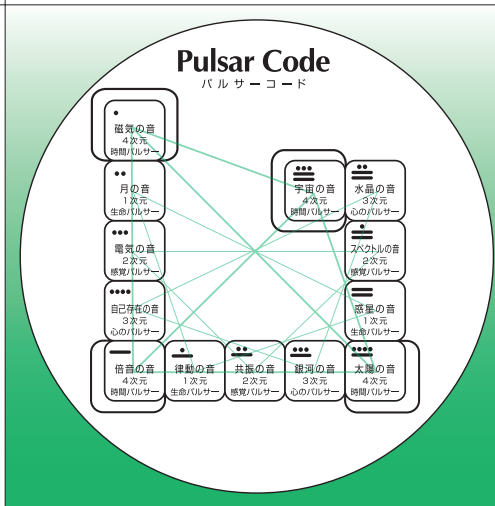 Pulsar Code
パルサーコード
磁気の音
4次元
時間パルサー
月の音
1次元
生命パルサー
電気の音
2次元
感覚パルサー
自己存在の音
3次元
心のパルサー
倍音の音
4次元
時間パルサー
律動の音
1次元
生命パルサー
共振の音
2次元
感覚パルサー
銀河の音
3次元
心のパルサー
太陽の音
4次元
時間パルサー
惑星の音
1次元
生命パルサー
スペクトルの音
2次元
感覚パルサー
水晶の音
3次元
心のパルサー
宇宙の音
4次元
時間パルサー